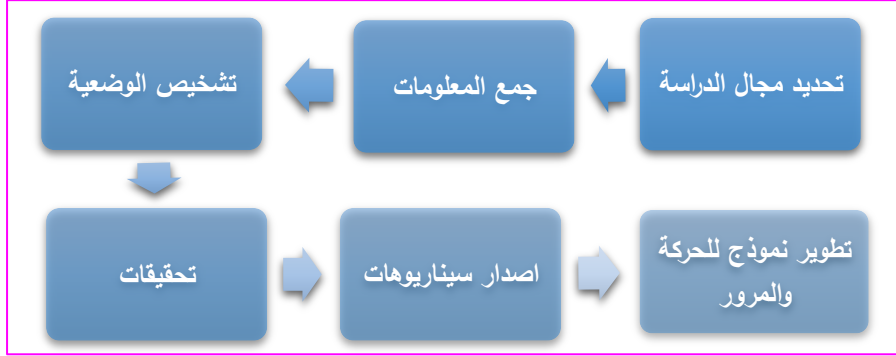 تحديد مجال الدراسة
جمع المعلومات
تشخيص الوضعية
تحقيقات
اصدار سيناريوهات
تطوير نموذج للحركة
والمرور